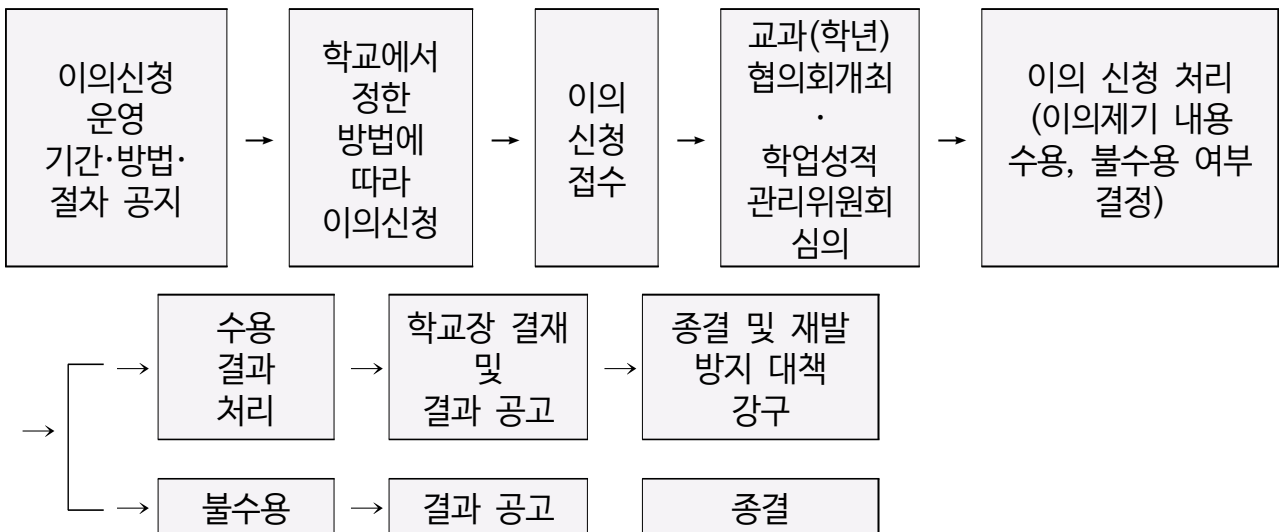 이의신청
운영
기간·방법·
절차 공지
→
학교에서
정한
방법에
따라
이의신청
→
이의
신청
접수
→
교과(학년)
협의회개최
·
학업성적
관리위원회
심의
→
이의 신청 처리
(이의제기 내용
수용, 불수용 여부
결정)
→
→
수용
결과
처리
→
학교장 결재
및
결과 공고
→
종결 및 재발
방지 대책
강구
→
불수용
→
결과 공고
종결